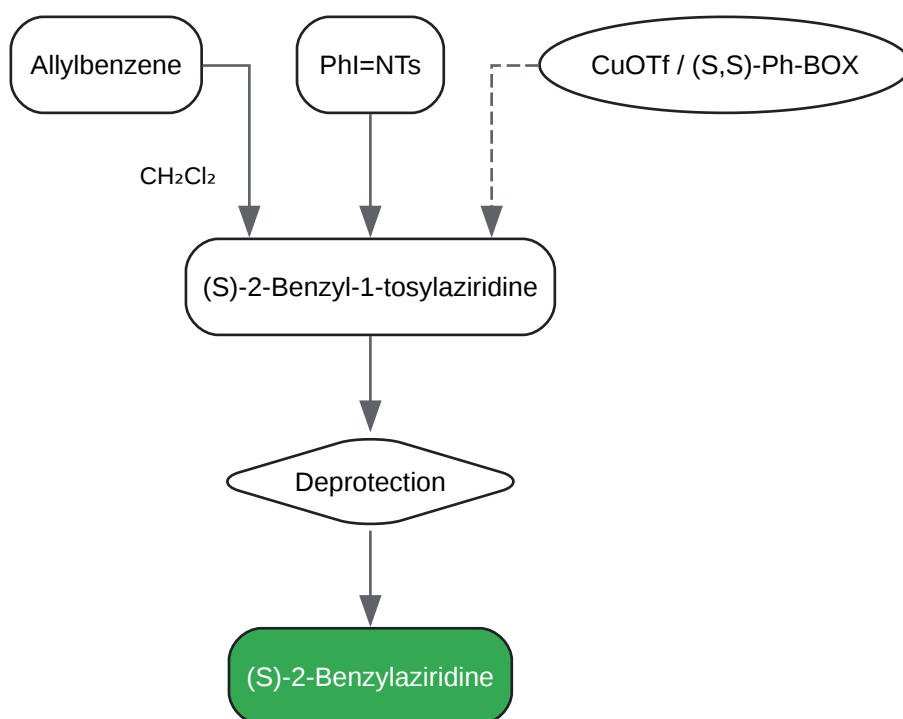 Allylbenzene
PhI=NTs
CuOTf / (S,S)-Ph-BOX
CH₂Cl₂
(S)-2-Benzyl-1-tosylaziridine
Deprotection
(S)-2-Benzylaziridine